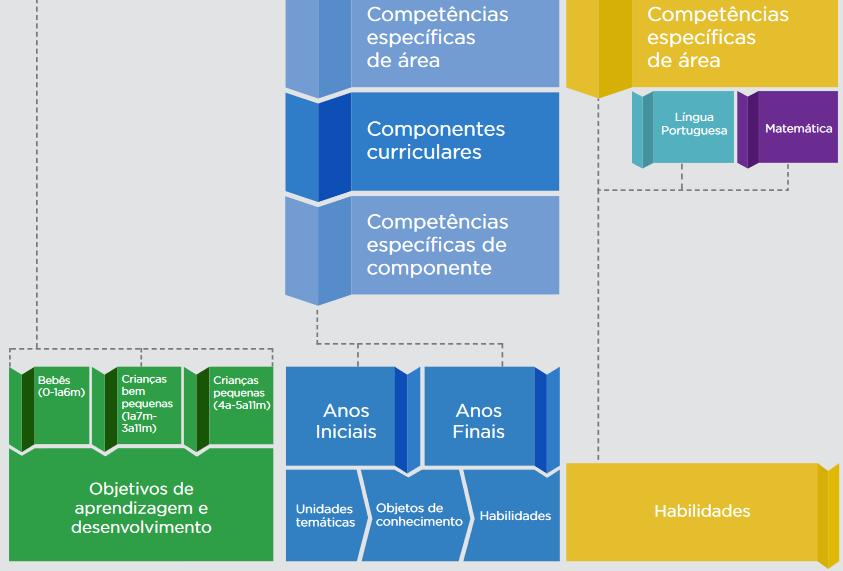 Competências
específicas
de área
Competências
específicas
de área
Componentes
curriculares
Língua
Portuguesa
Matemática
Competências
específicas de
componente
Bebês
(0-1a6m)
Crianças
bem
pequenas
(1a7m-
3a11m)
Crianças
pequenas
(4a-5a11m)
Anos
Iniciais
Anos
Finais
Objetivos de
aprendizagem e
desenvolvimento
Unidades
temáticas
Objetos de
conhecimento
Habilidades
Habilidades